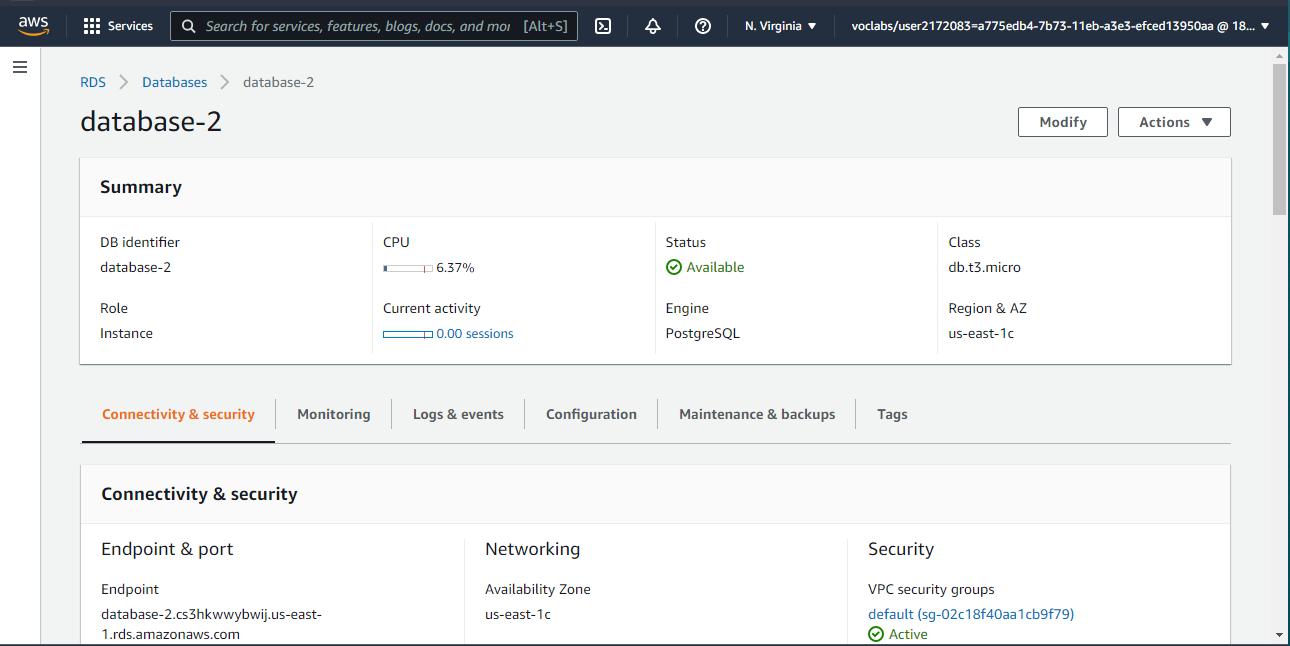 aws
Services
Search for services, features, blogs, docs, and mor [Alt+S]
N. Virginia
voclabs/user2172083=a775edb4-7b73-11eb-a3e3-efced13950aa @ 18...
RDS
Databases
database-2
database-2
Modify
Actions
Summary
DB identifier
database-2
CPU
6.37%
Status
Available
Class
db.t3.micro
Role
Instance
Current activity
0.00 sessions
Engine
PostgreSQL
Region & AZ
us-east-1c
Connectivity & security
Monitoring
Logs & events
Configuration
Maintenance & backups
Tags
Connectivity & security
Endpoint & port
Endpoint
database-2.cs3hkwwybwij.us-east-
1.rds.amazonaws.com
Networking
Availability Zone
us-east-1c
Security
VPC security groups
default (sg-02c18f40aa1cb9f79)
Active